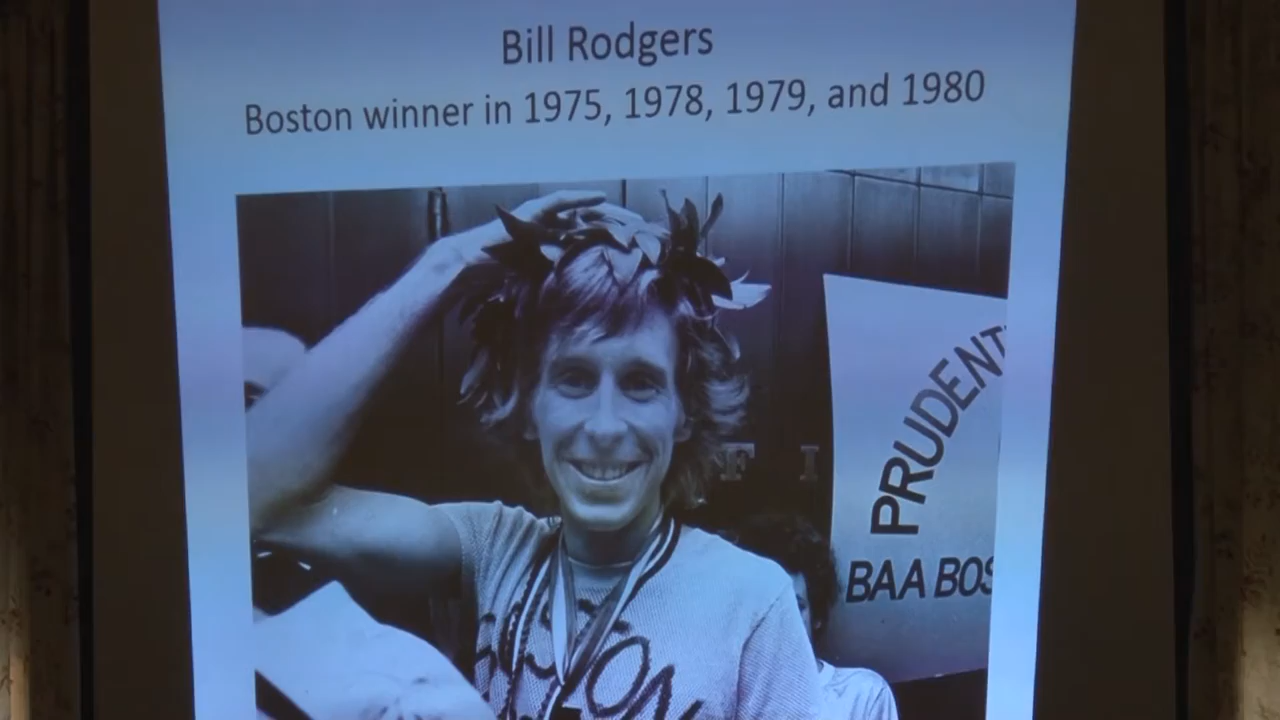 Bill Rodgers
Boston winner in 1975, 1978, 1979, and 1980
PRUDENT
BAA BOS
F I